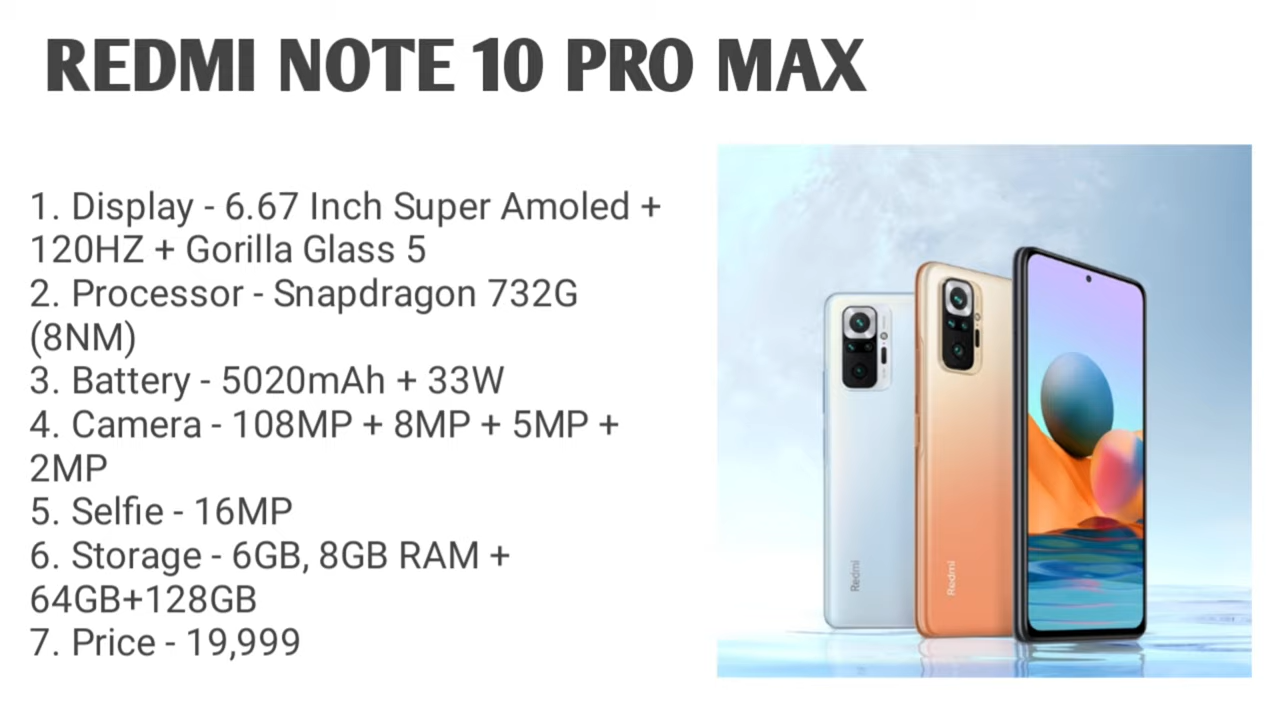 REDMI NOTE 10 PRO MAX
1. Display - 6.67 Inch Super Amoled +
120HZ + Gorilla Glass 5
2. Processor - Snapdragon 732G
(8NM)
3. Battery - 5020mAh + 33W
4. Camera - 108MP + 8MP + 5MP +
2MP
5. Selfie - 16MP
6. Storage - 6GB, 8GB RAM +
64GB+128GB
7. Price - 19,999
Redmi
Redmi